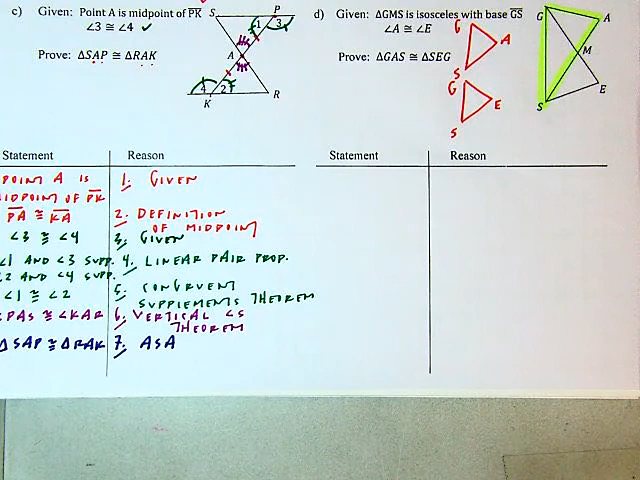 c) Given: Point A is midpoint of PK
∠3 ≅ ∠4 ✓
Prove: ΔSAP ≅ ΔRAK
S P
1 3
A
4 2
K R
Statement Reason
POINT A IS 1. GIVEN
IDPOINT OF PK
PA ≅ KA 2. DEFINITION
OF MIDPOINT
∠3 ≅ ∠4 3. GIVEN
∠1 AND ∠3 SUPP. 4. LINEAR PAIR PROP.
∠2 AND ∠4 SUPP.
∠1 ≅ ∠2 5. CONGRUENT
SUPPLEMENTS THEOREM
∠PAS ≅ ∠KAR 6. VERTICAL ∠S
THEOREM
Δ SAP ≅ ΔRAK 7. ASA
d) Given: ΔGMS is isosceles with base GS
∠A ≅ ∠E
Prove: ΔGAS ≅ ΔSEG
G
A
S
G
E
S
G A
M
E
S
Statement Reason